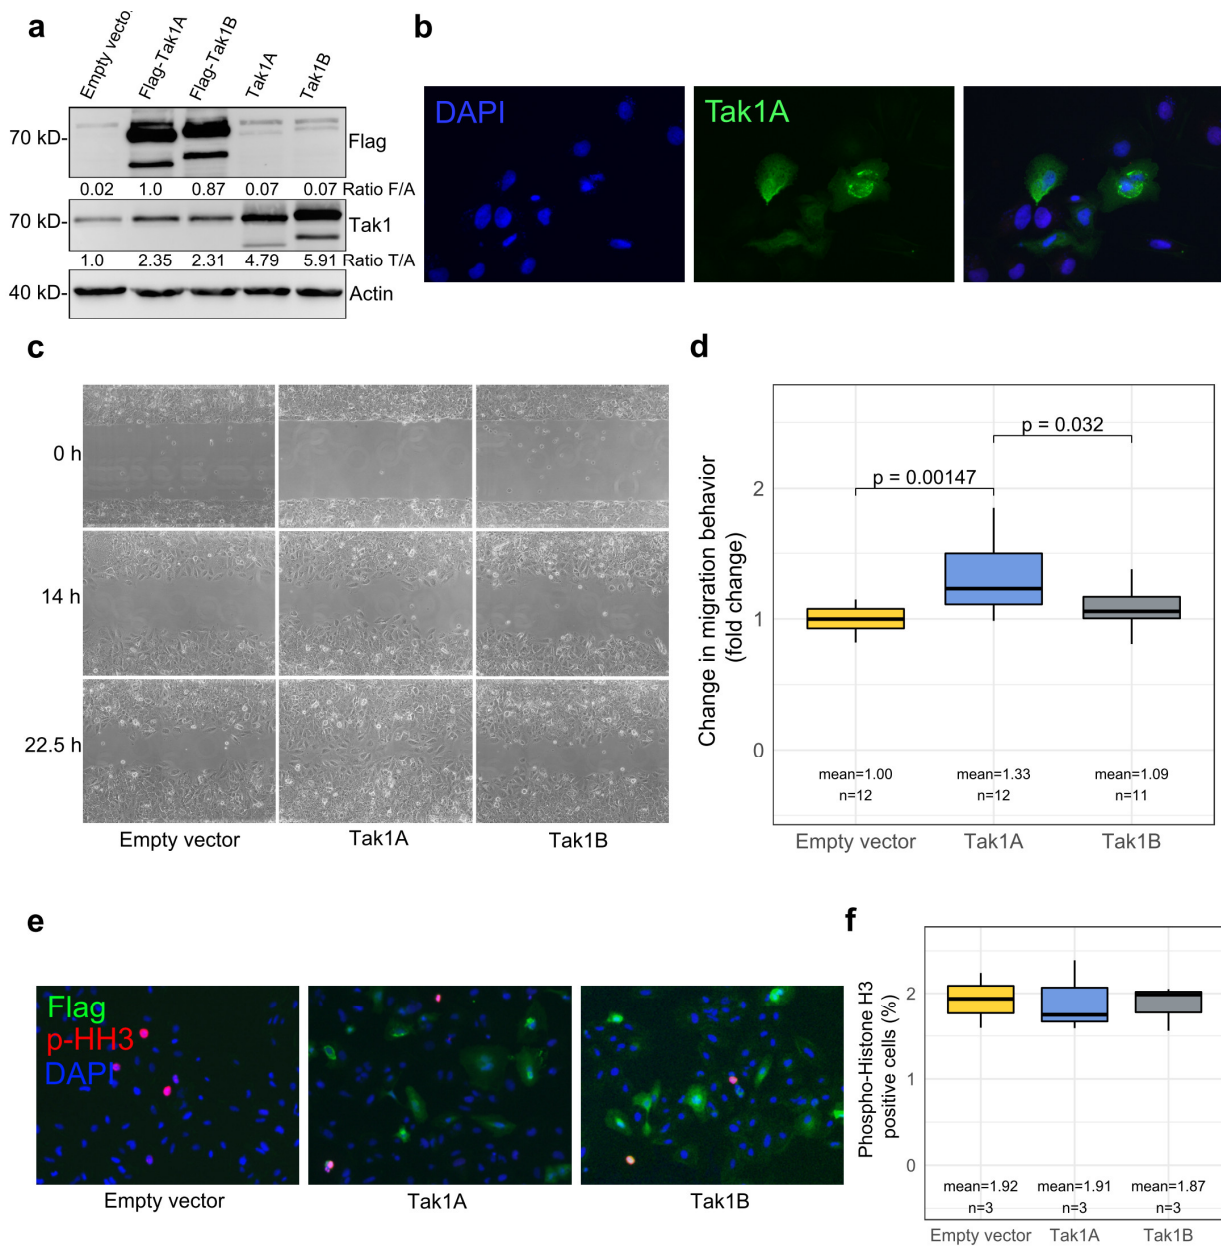 a
Empty vector
Flag-Tak1A
Flag-Tak1B
Tak1A
Tak1B
70 kD-
Flag
0.02 1.0 0.87 0.07 0.07 Ratio F/A
70 kD-
Tak1
1.0 2.35 2.31 4.79 5.91 Ratio T/A
40 kD-
Actin
b
DAPI
Tak1A
c
0 h
14 h
22.5 h
Empty vector Tak1A Tak1B
d
Change in migration behavior
(fold change)
p = 0.032
p = 0.00147
2
1
0
mean=1.00 mean=1.33 mean=1.09
n=12 n=12 n=11
Empty vector Tak1A Tak1B
e
Flag
p-HH3
DAPI
Empty vector Tak1A Tak1B
f
Phospho-Histone H3
positive cells (%)
2
1
0
mean=1.92 mean=1.91 mean=1.87
n=3 n=3 n=3
Empty vector Tak1A Tak1B